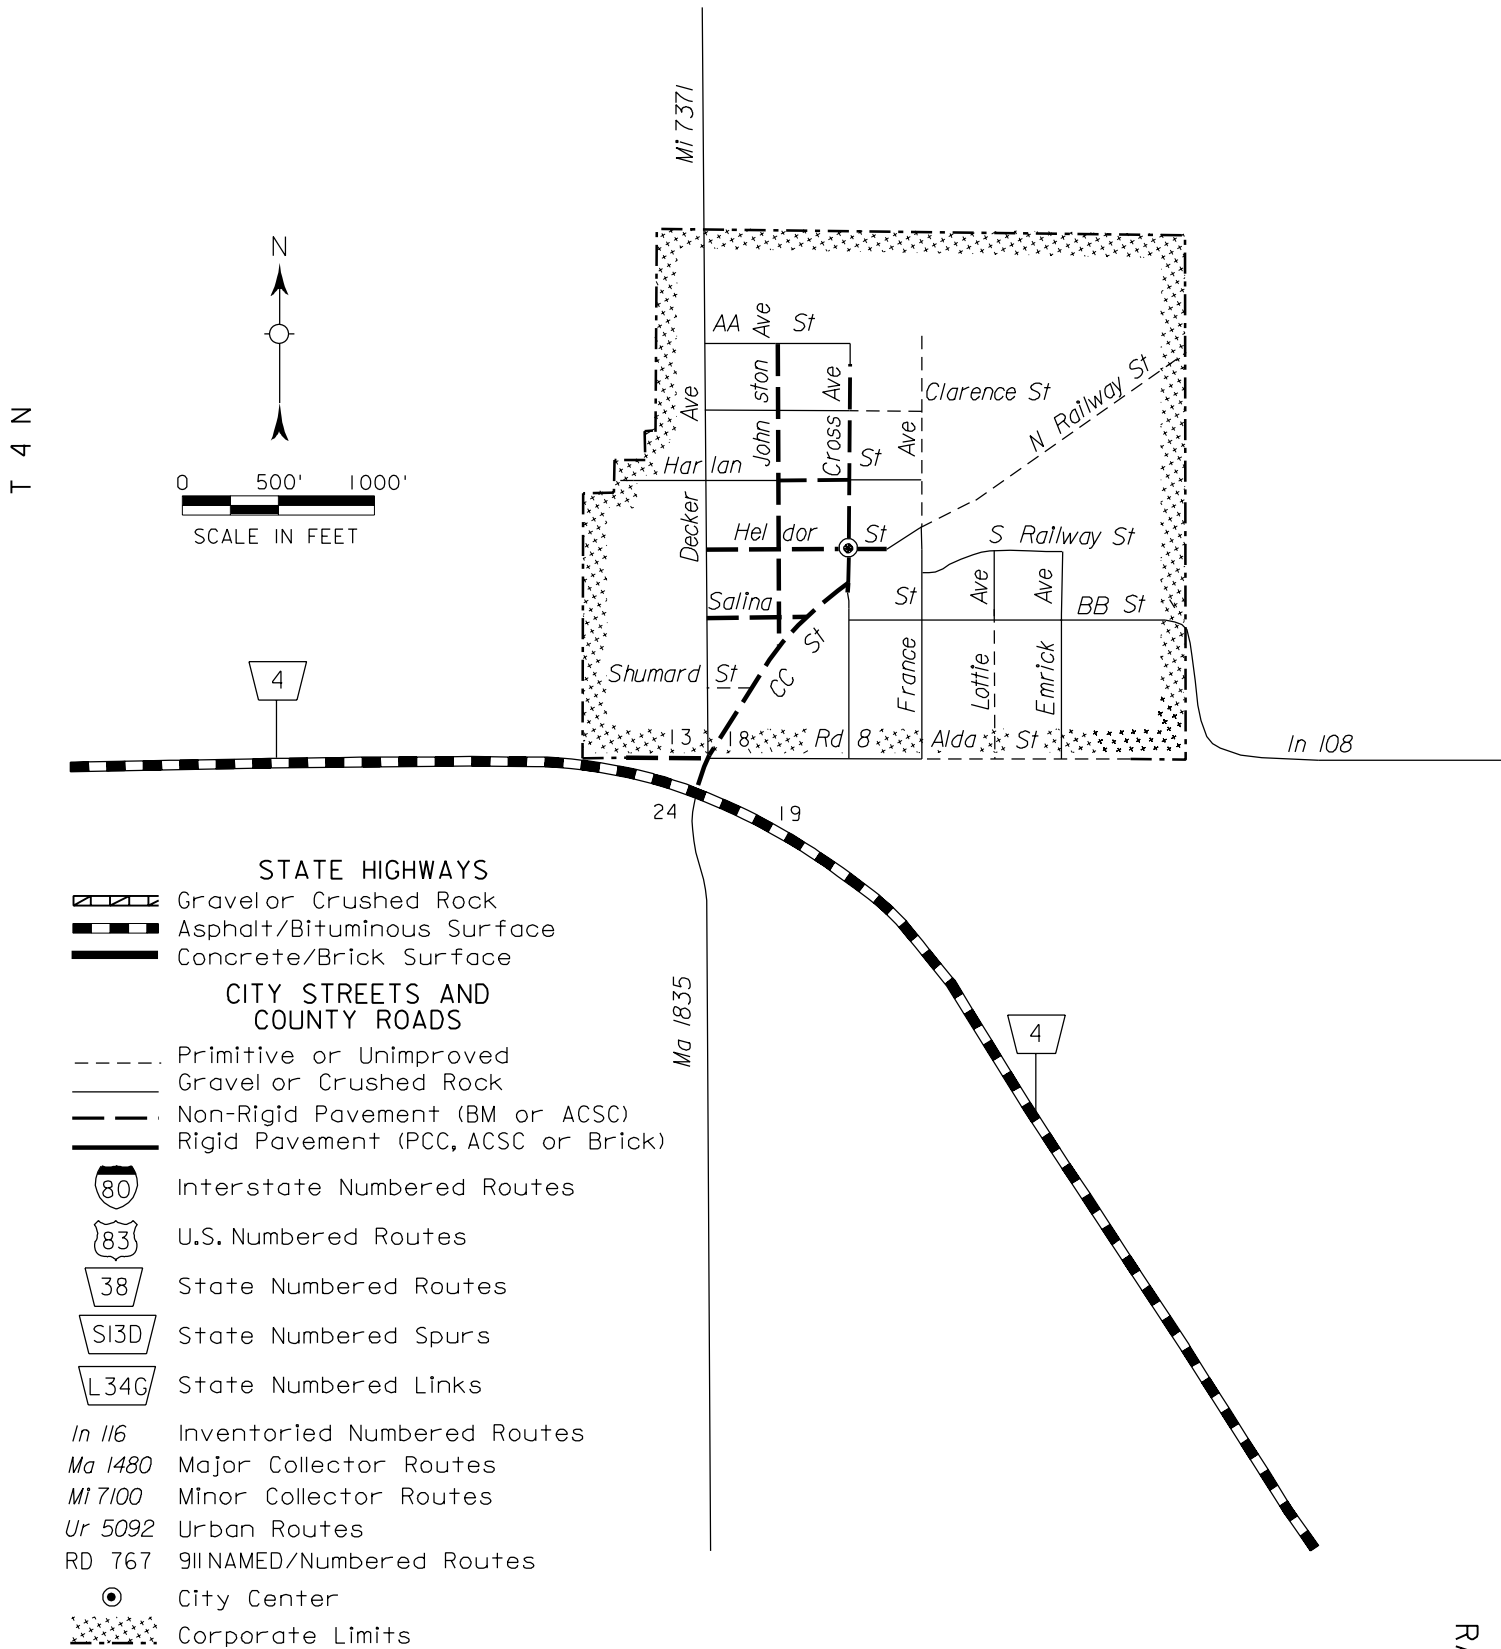 Mi 7371
N
AA St
Johnston Ave
Clarence St
Decker Ave
Cross Ave
N Railway St
T 4 N
Harlan St
0 500' 1000'
SCALE IN FEET
Heldor St
S Railway St
Salina St
BB St
France Ave
Lottie Ave
Emrick Ave
Shumard St
CC St
4
13 18
Rd 8
Alda St
In 108
24 19
Ma 1835
4
STATE HIGHWAYS
Gravel or Crushed Rock
Asphalt/Bituminous Surface
Concrete/Brick Surface
CITY STREETS AND
COUNTY ROADS
Primitive or Unimproved
Gravel or Crushed Rock
Non-Rigid Pavement (BM or ACSC)
Rigid Pavement (PCC, ACSC or Brick)
80 Interstate Numbered Routes
83 U.S. Numbered Routes
38 State Numbered Routes
S13D State Numbered Spurs
L34G State Numbered Links
In 116 Inventoried Numbered Routes
Ma 1480 Major Collector Routes
Mi 7100 Minor Collector Routes
Ur 5092 Urban Routes
RD 767 911 NAMED/Numbered Routes
City Center
Corporate Limits